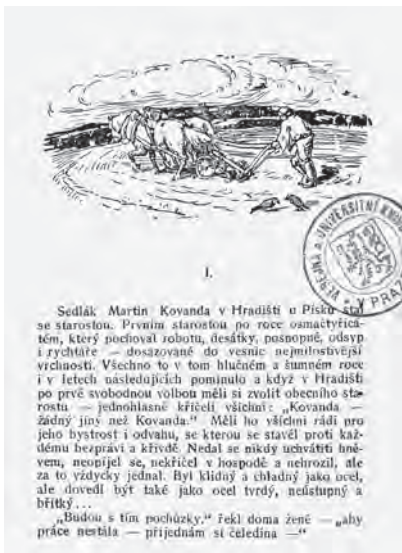 VEŘEJNÁ a UNIVERSITNÍ
V PRAZ
I.
Sedlák Martin Kovanda v Hradišti u Písku stal
se starostou. Prvním starostou po roce osmačtyřicá-
tém, který pochoval robotu, desátky, posnopné, odsyp
i rychtáře — dosazované do vesnic nejmilostivější
vrchností. Všechno to v tom hlučném a šumném roce
i v letech následujících pominulo a když v Hradišti
po prvé svobodnou volbou měli si zvolit obecního sta-
rostu — jednohlasně křičeli všichni: „Kovanda —
žádný jiný než Kovanda.“ Měli ho všichni rádi pro
jeho bystrost i odvahu, se kterou se stavěl proti kaž-
dému bezpráví a křivdě. Nedal se nikdy uchvátiti hně-
vem, neopíjel se, nekřičel v hospodě a nehrozil, ale
za to vždycky jednal. Byl klidný a chladný jako ocel,
ale dovedl být také jako ocel tvrdý, neústupný a
břitký...
„Budou s tím pochůzky,“ řekl doma ženě — „aby
práce nestála — přijednám si čeledína —“